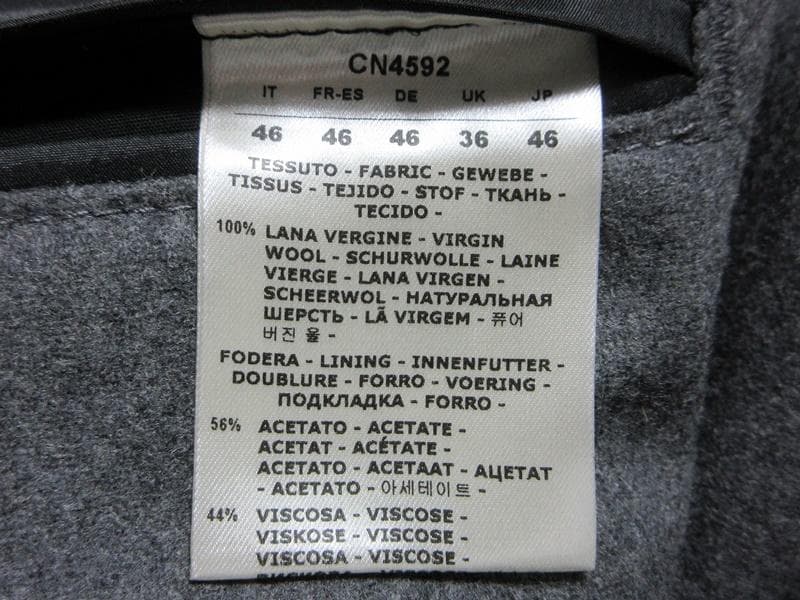 CN4592
IT FR-ES DE UK JP
46 46 46 36 46
TESSUTO - FABRIC - GEWEBE -
TISSUS - TEJIDO - STOF - ТКАНЬ -
TECIDO -
100% LANA VERGINE - VIRGIN
WOOL - SCHURWOLLE - LAINE
VIERGE - LANA VIRGEN -
SCHEERWOL - НАТУРАЛЬНАЯ
ШЕРСТЬ - LÃ VIRGEM - 퓨어
버진 울 -
FODERA - LINING - INNENFUTTER -
DOUBLURE - FORRO - VOERING -
ПОДКЛАДКА - FORRO -
56% ACETATO - ACETATE -
ACETAT - ACÉTATE -
ACETATO - ACETAAT - АЦЕТАТ
- ACETATO - 아세테이트 -
44% VISCOSA - VISCOSE -
VISKOSE - VISCOSE -
VISCOSA - VISCOSE -